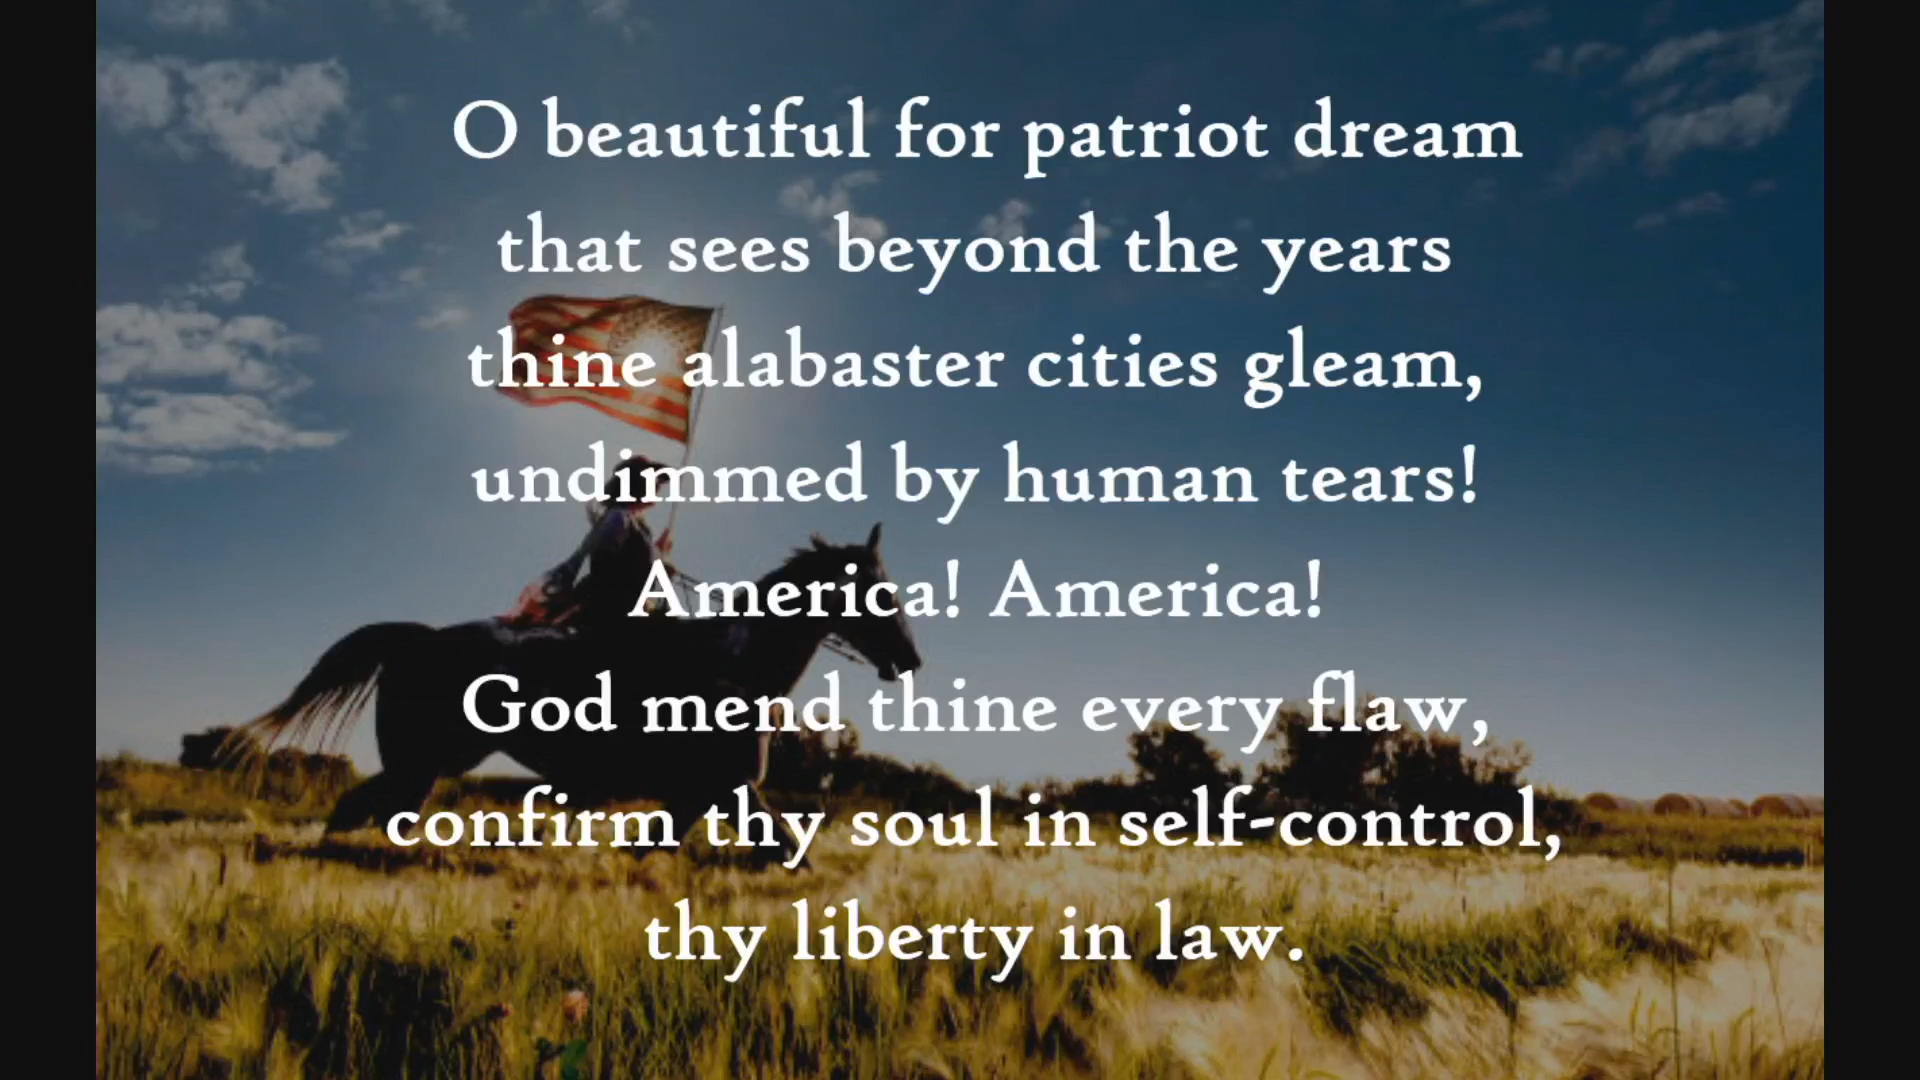 O beautiful for patriot dream
that sees beyond the years
thine alabaster cities gleam,
undimmed by human tears!
America! America!
God mend thine every flaw,
confirm thy soul in self-control,
thy liberty in law.